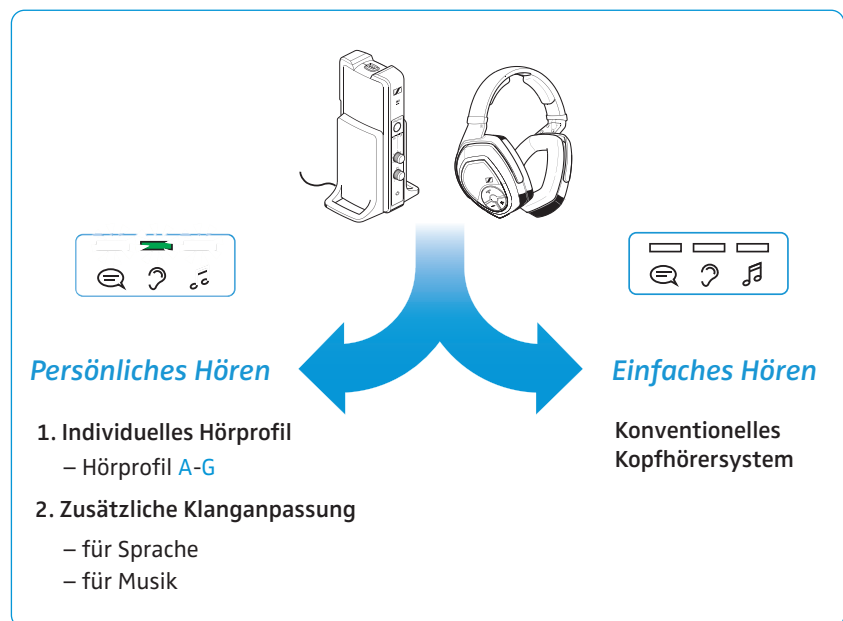 Persönliches Hören
1. Individuelles Hörprofil
– Hörprofil A-G
2. Zusätzliche Klanganpassung
– für Sprache
– für Musik
Einfaches Hören
Konventionelles
Kopfhörersystem